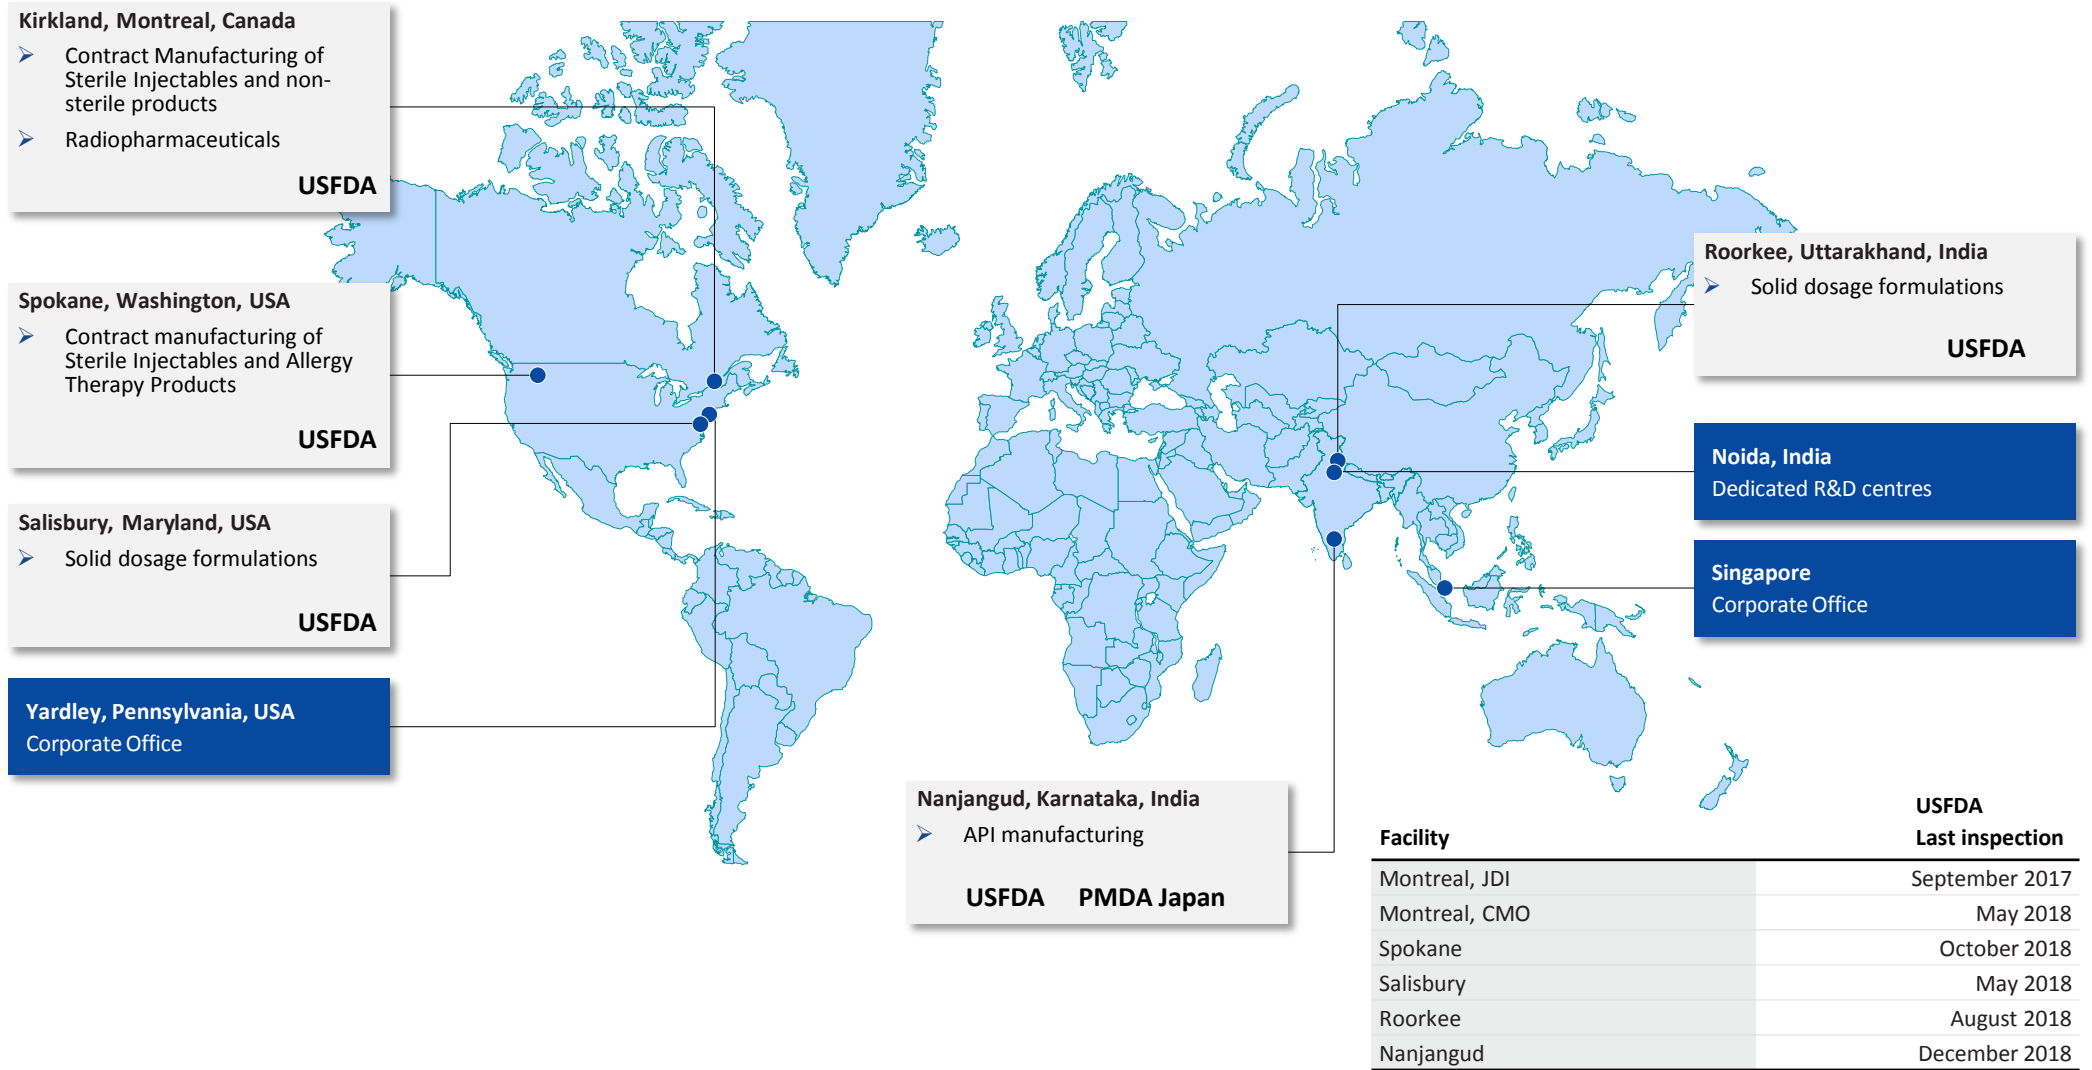 Kirkland, Montreal, Canada
➢ Contract Manufacturing of
Sterile Injectables and non-
sterile products
➢ Radiopharmaceuticals
USFDA
Spokane, Washington, USA
➢ Contract manufacturing of
Sterile Injectables and Allergy
Therapy Products
USFDA
Salisbury, Maryland, USA
➢ Solid dosage formulations
USFDA
Yardley, Pennsylvania, USA
Corporate Office
Roorkee, Uttarakhand, India
➢ Solid dosage formulations
USFDA
Noida, India
Dedicated R&D centres
Singapore
Corporate Office
Nanjangud, Karnataka, India
➢ API manufacturing
USFDA PMDA Japan
USFDA
Facility Last inspection
Montreal, JDI September 2017
Montreal, CMO May 2018
Spokane October 2018
Salisbury May 2018
Roorkee August 2018
Nanjangud December 2018